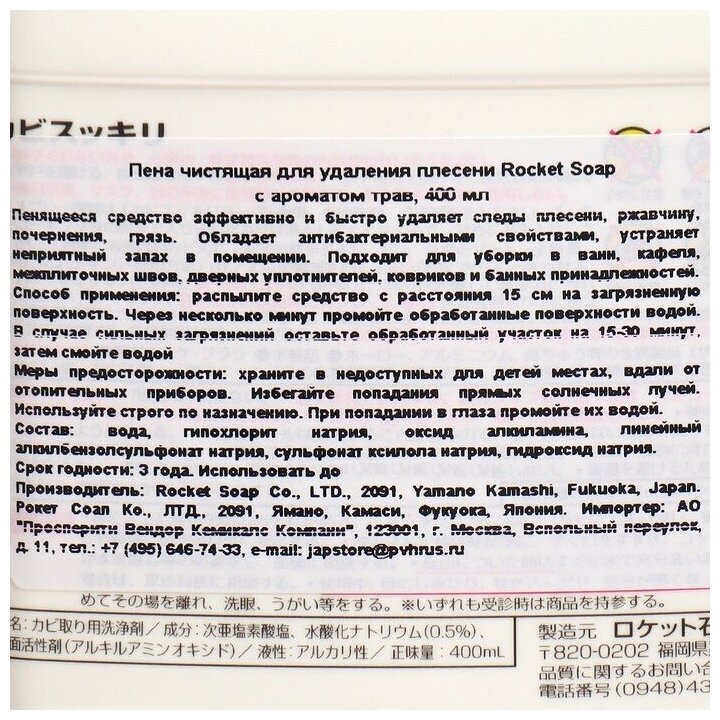 カビスッキリ
Пена чистящая для удаления плесени Rocket Soap
с ароматом трав, 400 мл
Пенящееся средство эффективно и быстро удаляет следы плесени, ржавчину,
почернения, грязь. Обладает антибактериальными свойствами, устраняет
неприятный запах в помещении. Подходит для уборки в ванн, кафеля,
межплиточных швов, дверных уплотнителей, ковриков и банных принадлежностей.
Способ применения: распылите средство с расстояния 15 см на загрязненную
поверхность. Через несколько минут промойте обработанные поверхности водой.
В случае сильных загрязнений оставьте обработанный участок на 15-30 минут,
затем смойте водой
Меры предосторожности: храните в недоступных для детей местах, вдали от
отопительных приборов. Избегайте попадания прямых солнечных лучей.
Используйте строго по назначению. При попадании в глаза промойте их водой.
Состав: вода, гипохлорит натрия, оксид алкиламина, линейный
алкилбензолсульфонат натрия, сульфонат ксилола натрия, гидроксид натрия.
Срок годности: 3 года. Использовать до
Производитель: Rocket Soap Co., LTD., 2091, Yamano Kamashi, Fukuoka, Japan.
Рокет Соап Ко., ЛТД., 2091, Ямано, Камаси, Фукуока, Япония. Импортер: АО
"Просперити Вендор Кемикалс Компани", 123001, г. Москва, Вспольный переулок,
д. 11, тел.: +7 (495) 646-74-33, e-mail: japstore@pvhrus.ru
めてその場を離れ、洗眼、うがい等をする。※いずれも受診時は商品を持参する。
名：カビ取り用洗浄剤／成分：次亜塩素酸塩、水酸化ナトリウム(0.5%)、
面活性剤(アルキルアミンオキシド)／液性：アルカリ性／正味量：400mL
製造元 ロケット石
〒820-0202 福岡県
品質に関するお問い合
電話番号(0948)43